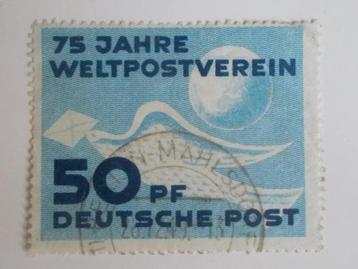 75 JAHRE
WELTPOSTVEREIN
50 PF
DEUTSCHE POST